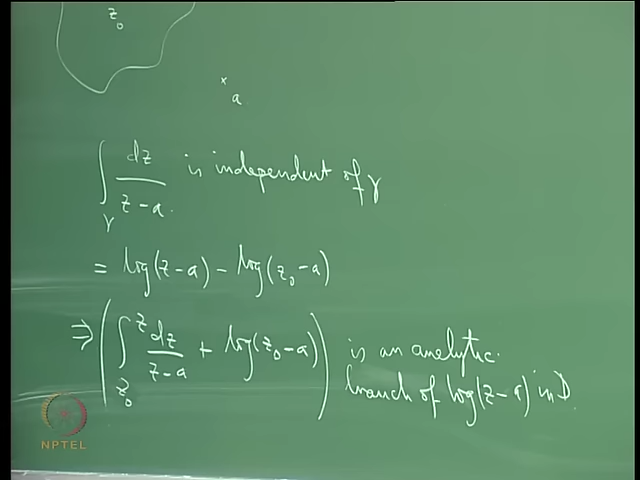 z₀
× a
∫_γ dz/(z-a) is independent of γ
= log(z-a) - log(z₀-a)
⇒ ( ∫_{z₀}^{z} dz/(z-a) + log(z₀-a) ) is an analytic
branch of log(z-a) in D.
NPTEL